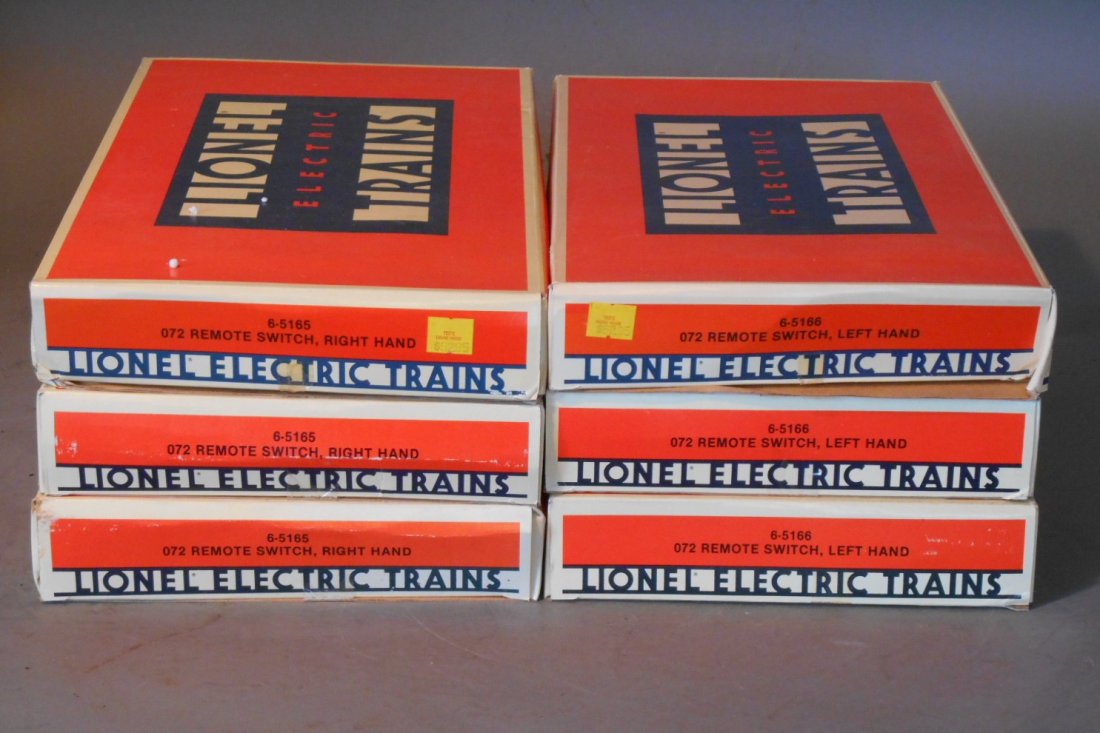 LIONEL
ELECTRIC
TRAINS
6-5165
072 REMOTE SWITCH, RIGHT HAND
LIONEL ELECTRIC TRAINS
6-5165
072 REMOTE SWITCH, RIGHT HAND
LIONEL ELECTRIC TRAINS
6-5165
072 REMOTE SWITCH, RIGHT HAND
LIONEL ELECTRIC TRAINS
LIONEL
ELECTRIC
TRAINS
6-5166
072 REMOTE SWITCH, LEFT HAND
LIONEL ELECTRIC TRAINS
6-5166
072 REMOTE SWITCH, LEFT HAND
LIONEL ELECTRIC TRAINS
6-5166
072 REMOTE SWITCH, LEFT HAND
LIONEL ELECTRIC TRAINS